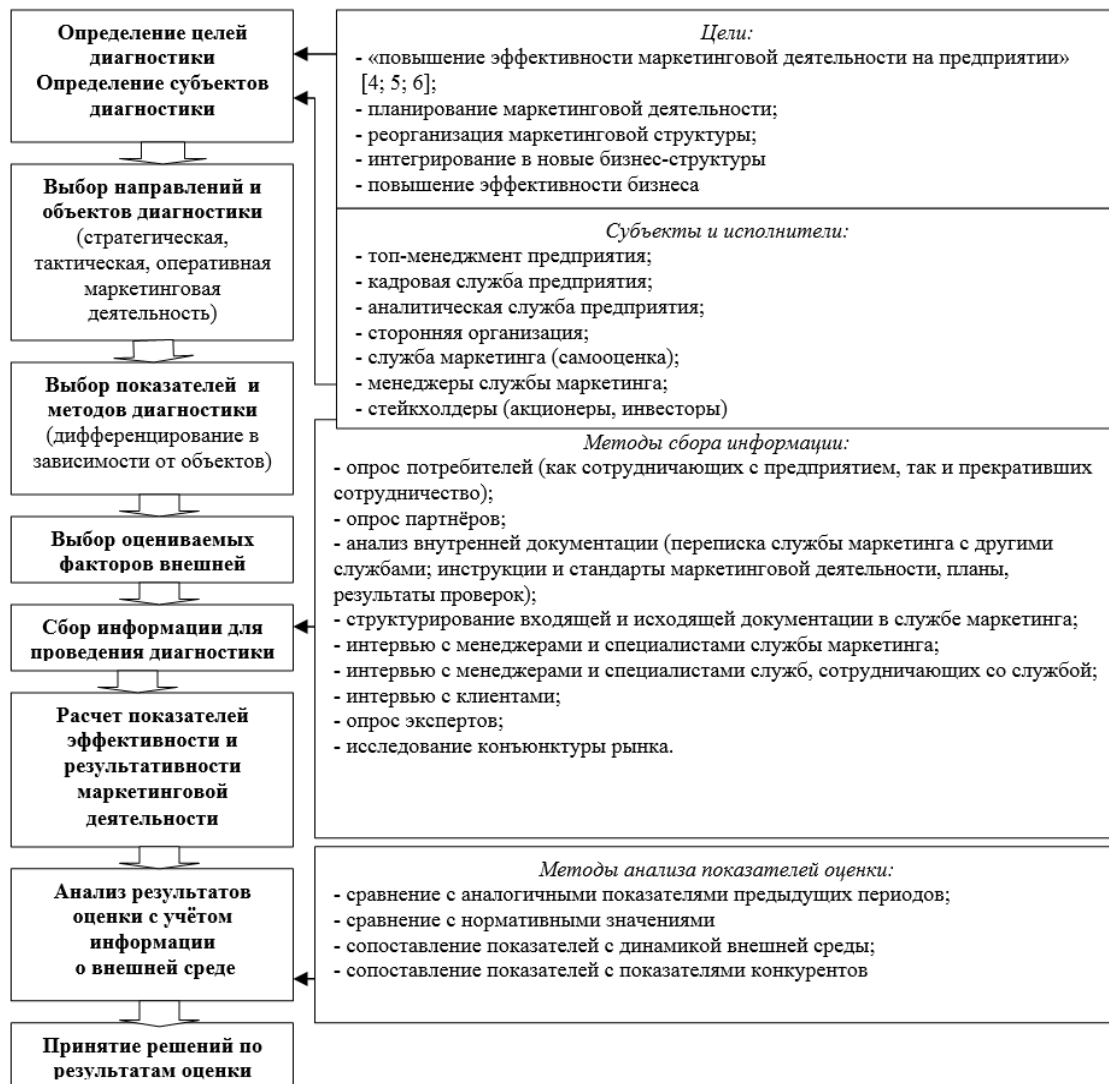 Определение целей
диагностики
Определение субъектов
диагностики
Выбор направлений и
объектов диагностики
(стратегическая,
тактическая, оперативная
маркетинговая
деятельность)
Выбор показателей и
методов диагностики
(дифференцирование в
зависимости от объектов)
Выбор оцениваемых
факторов внешней
Сбор информации для
проведения диагностики
Расчет показателей
эффективности и
результативности
маркетинговой
деятельности
Анализ результатов
оценки с учётом
информации
о внешней среде
Принятие решений по
результатам оценки
Цели:
- «повышение эффективности маркетинговой деятельности на предприятии»
[4; 5; 6];
- планирование маркетинговой деятельности;
- реорганизация маркетинговой структуры;
- интегрирование в новые бизнес-структуры
- повышение эффективности бизнеса
Субъекты и исполнители:
- топ-менеджмент предприятия;
- кадровая служба предприятия;
- аналитическая служба предприятия;
- сторонняя организация;
- служба маркетинга (самооценка);
- менеджеры службы маркетинга;
- стейкхолдеры (акционеры, инвесторы)
Методы сбора информации:
- опрос потребителей (как сотрудничающих с предприятием, так и прекративших
сотрудничество);
- опрос партнёров;
- анализ внутренней документации (переписка службы маркетинга с другими
службами; инструкции и стандарты маркетинговой деятельности, планы,
результаты проверок);
- структурирование входящей и исходящей документации в службе маркетинга;
- интервью с менеджерами и специалистами службы маркетинга;
- интервью с менеджерами и специалистами служб, сотрудничающих со службой;
- интервью с клиентами;
- опрос экспертов;
- исследование конъюнктуры рынка.
Методы анализа показателей оценки:
- сравнение с аналогичными показателями предыдущих периодов;
- сравнение с нормативными значениями
- сопоставление показателей с динамикой внешней среды;
- сопоставление показателей с показателями конкурентов